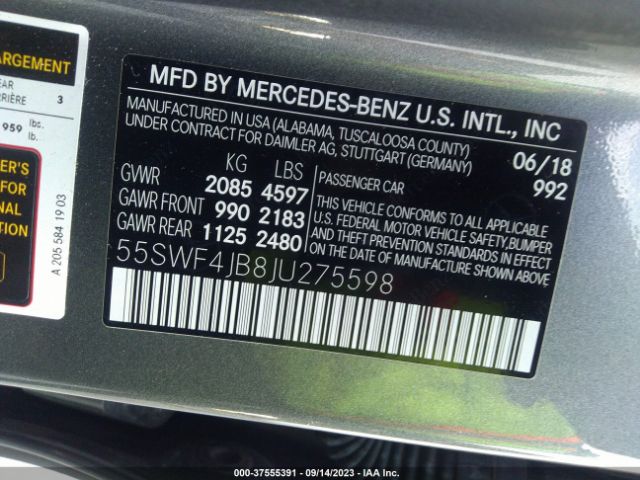 ARGEMENT
EAR
RRIÈRE 3
959 lbs.
lb.
ER'S
FOR
NAL
ION
A 205 584 19 03
MFD BY MERCEDES-BENZ U.S. INTL., INC
MANUFACTURED IN USA (ALABAMA, TUSCALOOSA COUNTY)
UNDER CONTRACT FOR DAIMLER AG, STUTTGART (GERMANY)
06/18
992
KG LBS
GVWR 2085 4597
GAWR FRONT 990 2183
GAWR REAR 1125 2480
PASSENGER CAR
THIS VEHICLE CONFORMS TO ALL APPLICABLE
U.S. FEDERAL MOTOR VEHICLE SAFETY, BUMPER
AND THEFT PREVENTION STANDARDS IN EFFECT
ON THE DATE OF MANUFACTURE SHOWN ABOVE.
55SWF4JB8JU275598
000-37555391 - 09/14/2023 - IAA Inc.